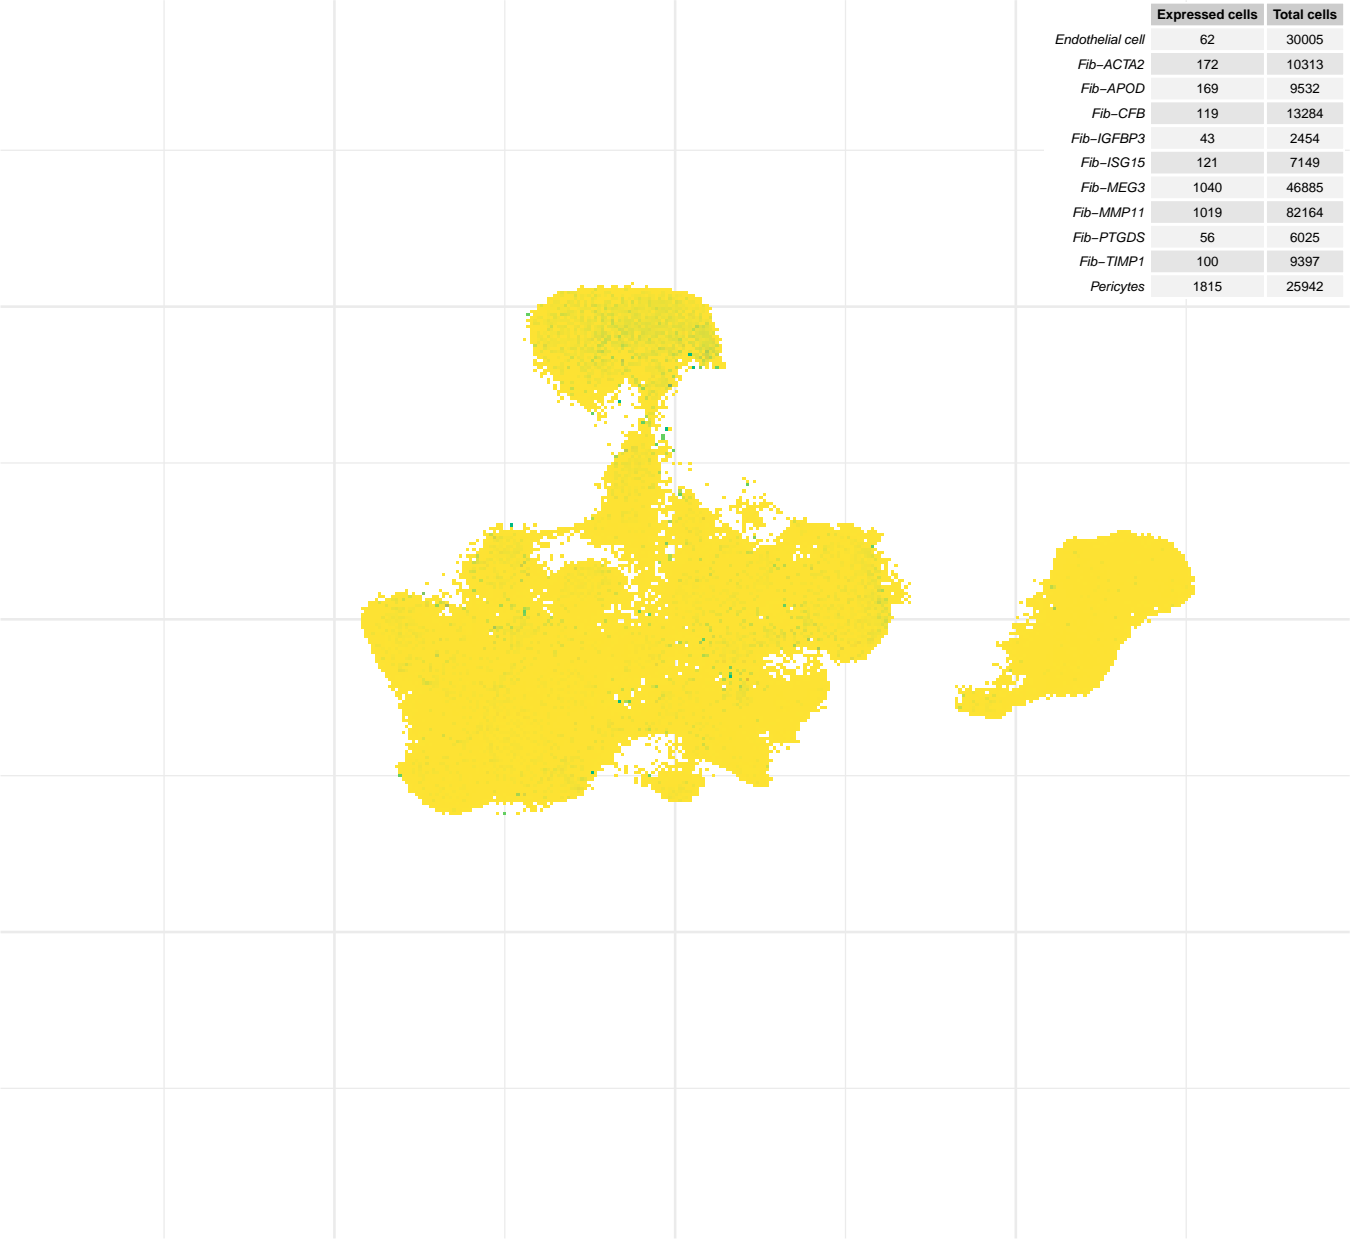 Expressed cells Total cells
Endothelial cell 62 30005
Fib−ACTA2 172 10313
Fib−APOD 169 9532
Fib−CFB 119 13284
Fib−IGFBP3 43 2454
Fib−ISG15 121 7149
Fib−MEG3 1040 46885
Fib−MMP11 1019 82164
Fib−PTGDS 56 6025
Fib−TIMP1 100 9397
Pericytes 1815 25942